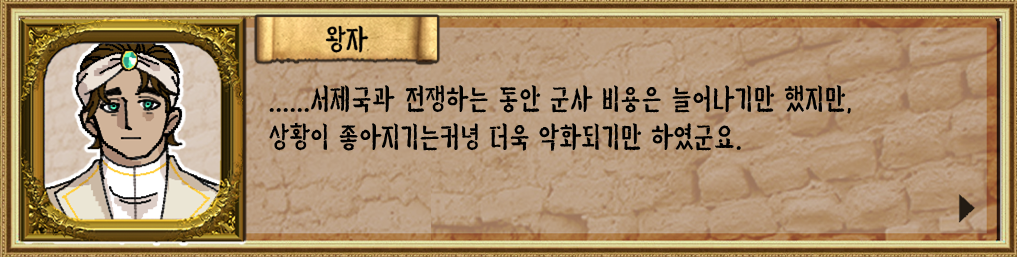 왕자
......서제국과 전쟁하는 동안 군사 비용은 늘어나기만 했지만,
상황이 좋아지기는커녕 더욱 악화되기만 하였군요.